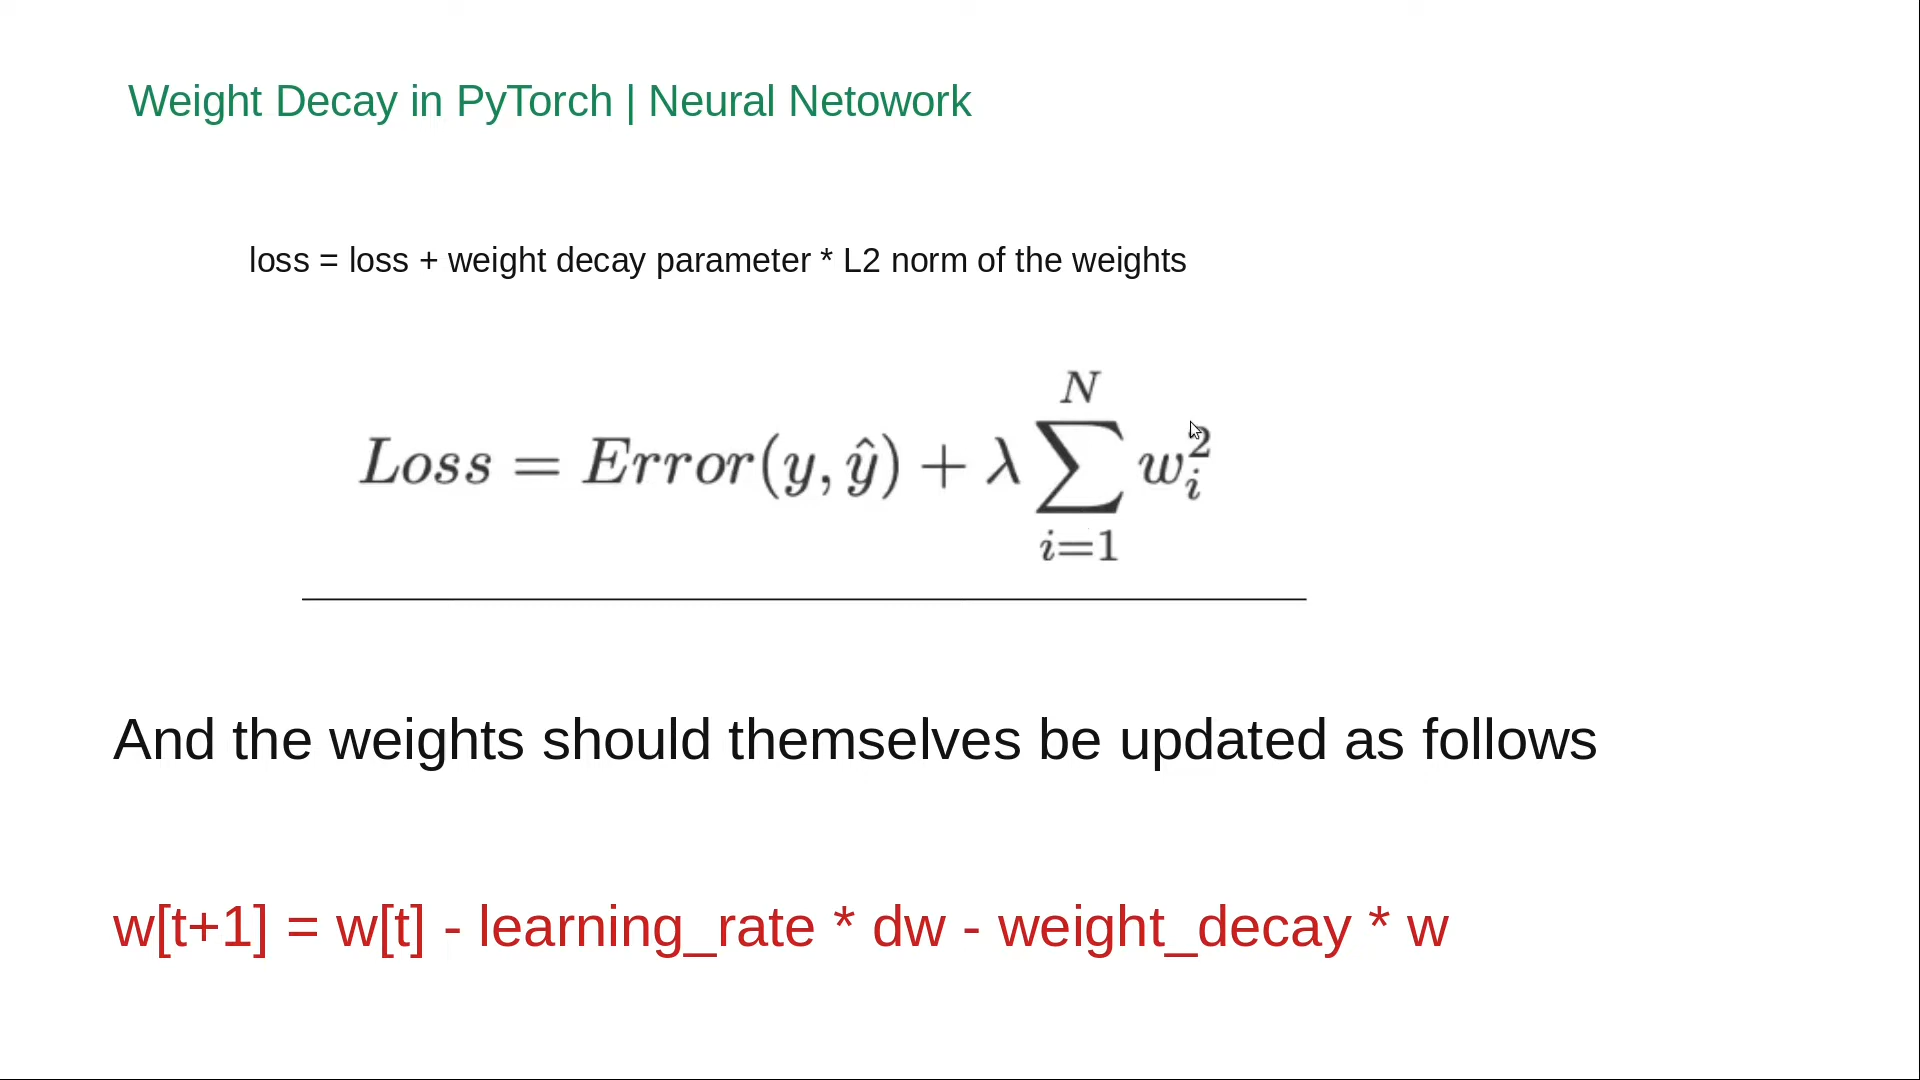 Weight Decay in PyTorch | Neural Netowork
loss = loss + weight decay parameter * L2 norm of the weights
Loss = Error(y, ŷ) + λ ∑_{i=1}^{N} w_i^2
And the weights should themselves be updated as follows
w[t+1] = w[t] - learning_rate * dw - weight_decay * w